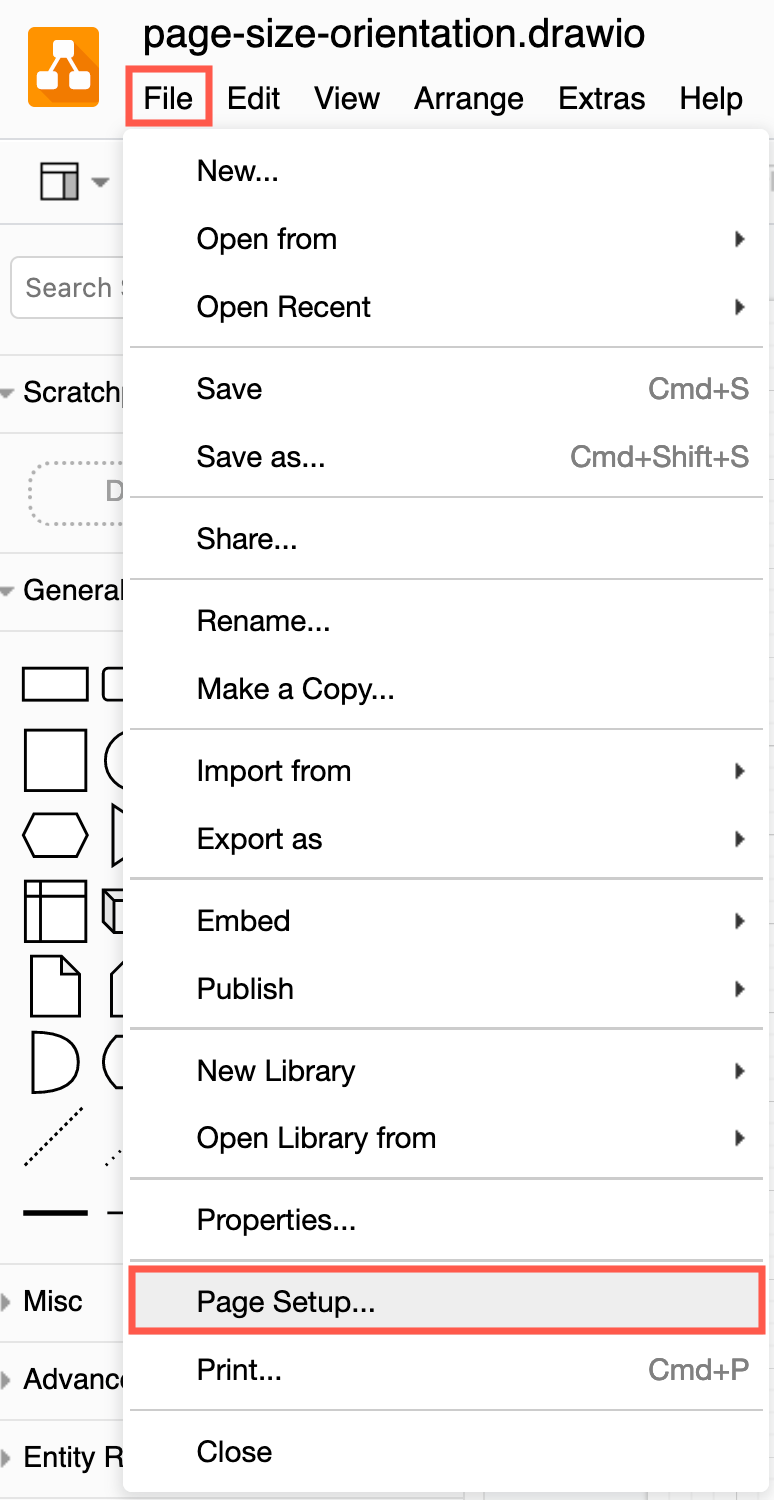 page-size-orientation.drawio
File Edit View Arrange Extras Help
New...
Open from
Open Recent
Search
Save Cmd+S
Scratch
Save as... Cmd+Shift+S
D
Share...
General
Rename...
Make a Copy...
Import from
Export as
Embed
Publish
New Library
Open Library from
Properties...
Misc
Page Setup...
Print... Cmd+P
Advanc
Close
Entity R